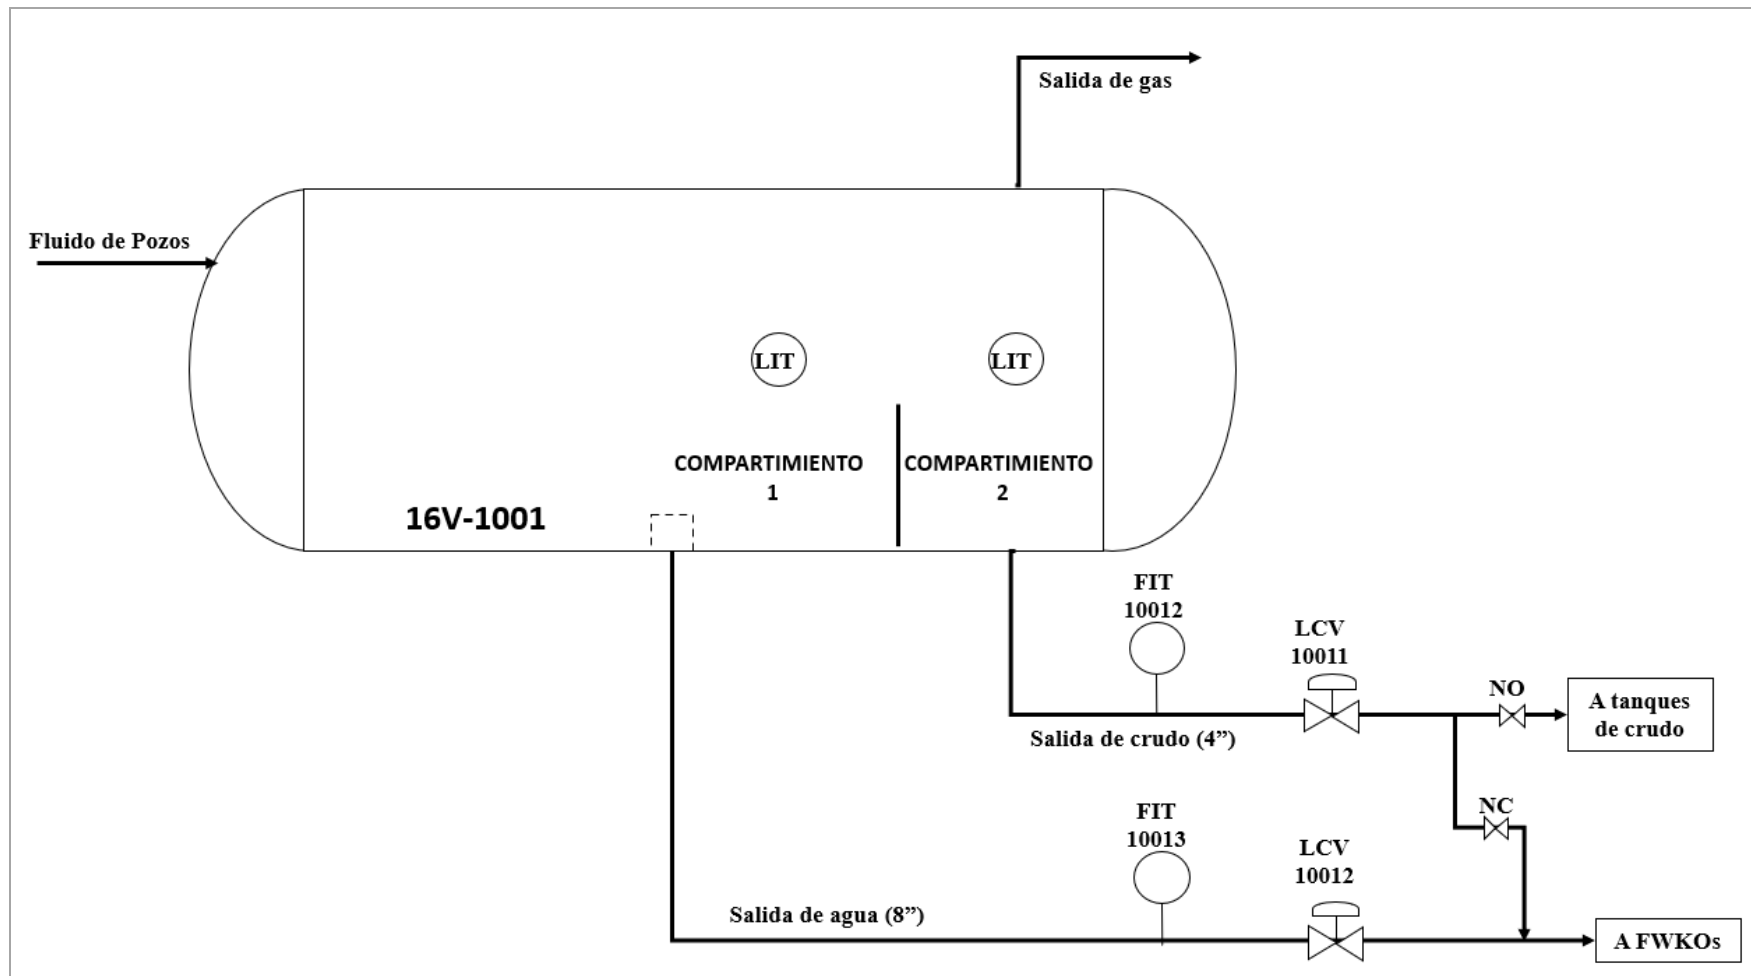 Salida de gas
Fluido de Pozos
LIT
LIT
COMPARTIMIENTO
1
COMPARTIMIENTO
2
16V-1001
FIT
10012
LCV
10011
NO
A tanques
de crudo
Salida de crudo (4”)
NC
FIT
10013
LCV
10012
Salida de agua (8”)
A FWKOs